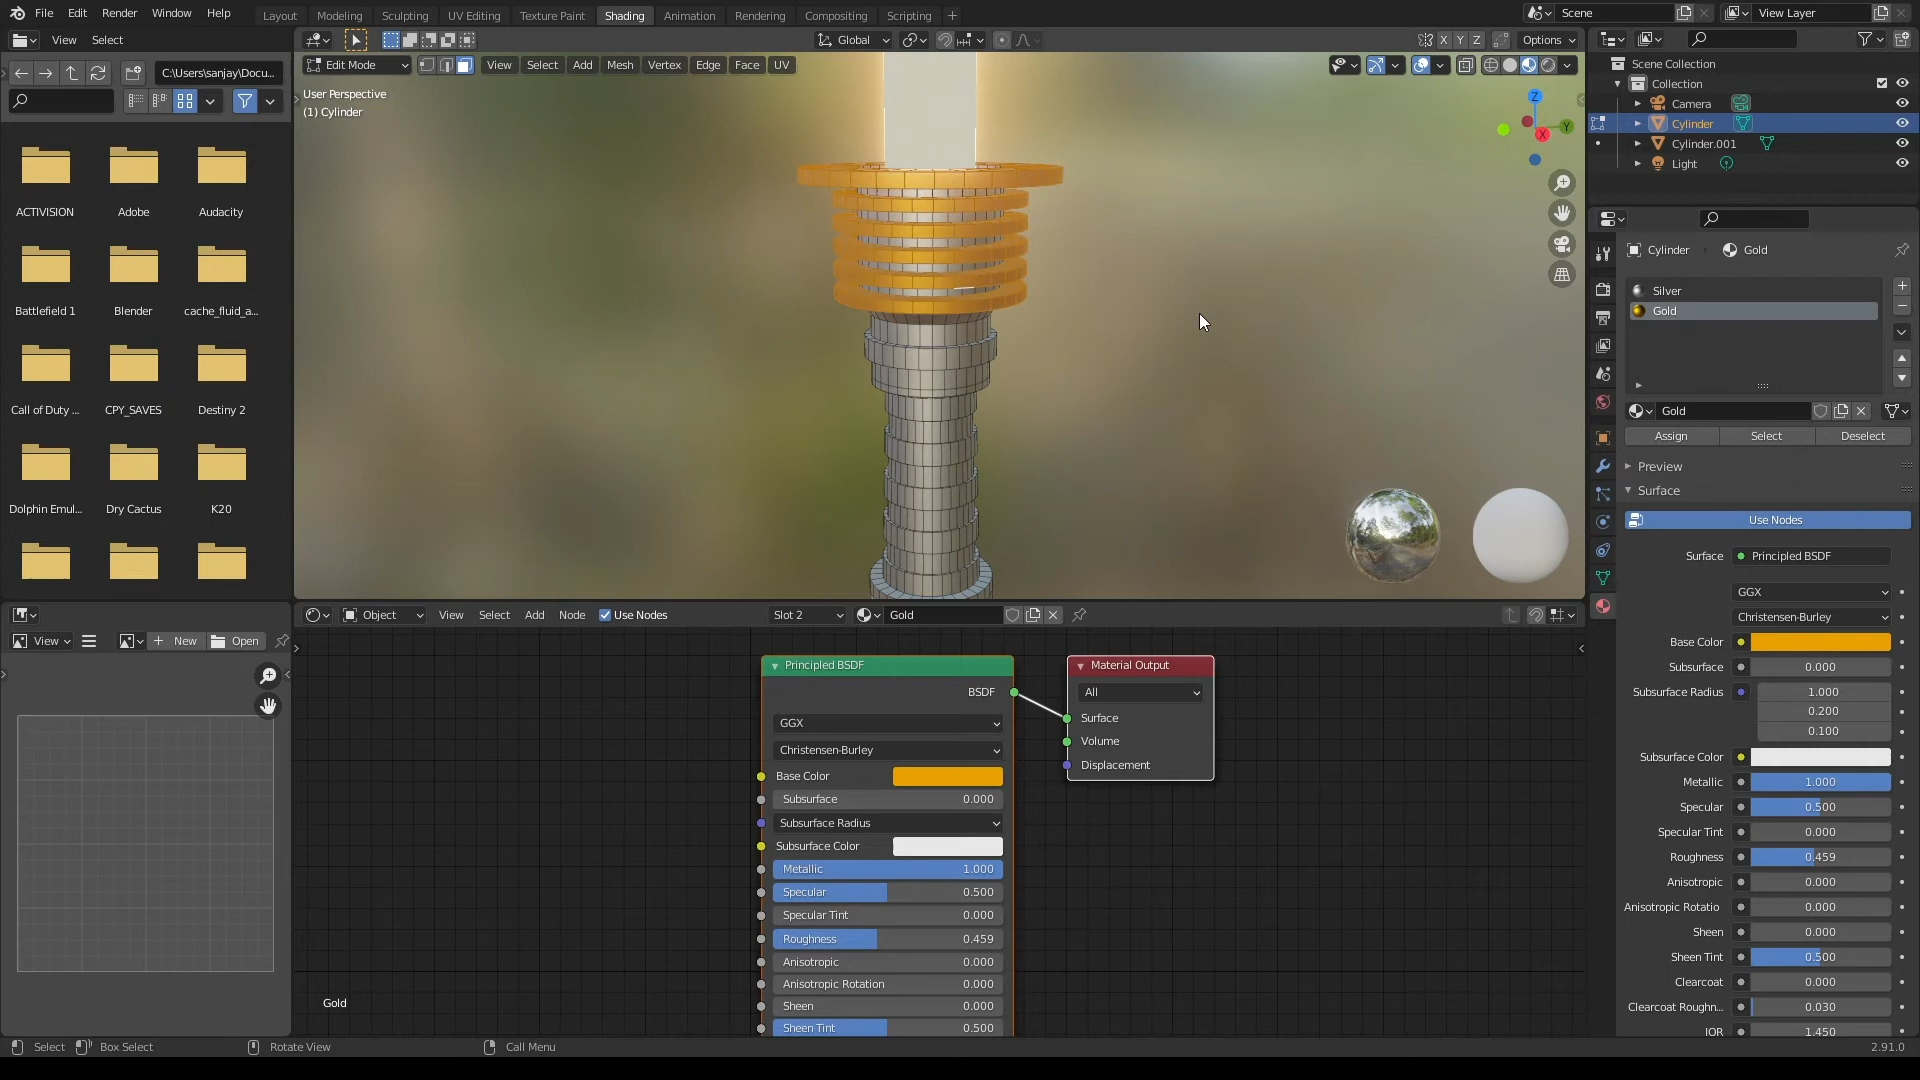 File Edit Render Window Help Layout Modeling Sculpting UV Editing Texture Paint Shading Animation Rendering Compositing Scripting + Scene View Layer
View Select Global X Y Z Options
C:\Users\sanjay\Docu...
Edit Mode View Select Add Mesh Vertex Edge Face UV
User Perspective
(1) Cylinder
Z
Y
X
ACTIVISION Adobe Audacity
Battlefield 1 Blender cache_fluid_a...
Call of Duty ... CPY_SAVES Destiny 2
Dolphin Emul... Dry Cactus K20
Scene Collection
Collection
Camera
Cylinder
Cylinder.001
Light
Cylinder Gold
Silver
Gold
Gold
Assign Select Deselect
Preview
Surface
Use Nodes
Surface Principled BSDF
GGX
Christensen-Burley
Base Color
Subsurface 0.000
Subsurface Radius 1.000
0.200
0.100
Subsurface Color
Metallic 1.000
Specular 0.500
Specular Tint 0.000
Roughness 0.459
Anisotropic 0.000
Anisotropic Rotatio 0.000
Sheen 0.000
Sheen Tint 0.500
Clearcoat 0.000
Clearcoat Roughn... 0.030
IOR 1.450
View New Open
Object View Select Add Node Use Nodes Slot 2 Gold
Principled BSDF
BSDF
GGX
Christensen-Burley
Base Color
Subsurface 0.000
Subsurface Radius
Subsurface Color
Metallic 1.000
Specular 0.500
Specular Tint 0.000
Roughness 0.459
Anisotropic 0.000
Anisotropic Rotation 0.000
Sheen 0.000
Sheen Tint 0.500
Material Output
All
Surface
Volume
Displacement
Gold
Select Box Select Rotate View Call Menu 2.91.0